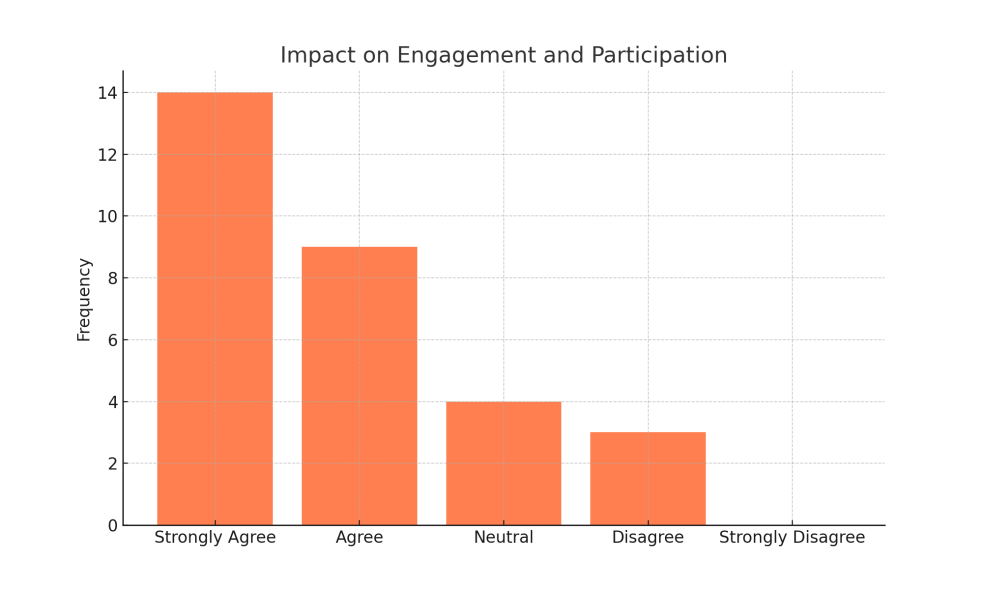 Impact on Engagement and Participation
Frequency
14
12
10
8
6
4
2
0
Strongly Agree
Agree
Neutral
Disagree
Strongly Disagree